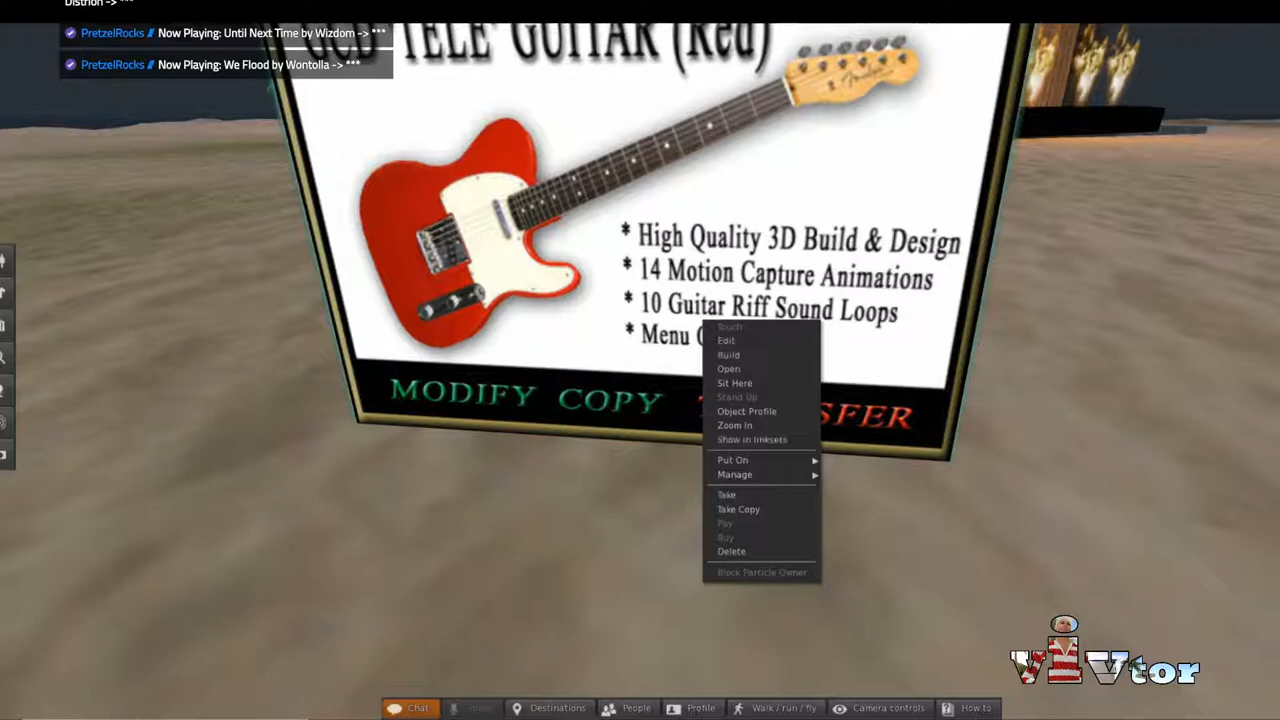 Distrion -> ***
PretzelRocks // Now Playing: Until Next Time by Wizdom -> ***
PretzelRocks // Now Playing: We Flood by Wontolla -> ***
TELE GUITAR (Red)
Fender
* High Quality 3D Build & Design
* 14 Motion Capture Animations
* 10 Guitar Riff Sound Loops
* Menu
MODIFY COPY
Touch
Edit
Build
Open
Sit Here
Stand Up
Object Profile
Zoom In
Show in linksets
Put On
Manage
Take
Take Copy
Pay
Buy
Delete
Block Particle Owner
viVtor
Chat
Destinations
People
Profile
Walk / run / fly
Camera controls
How to